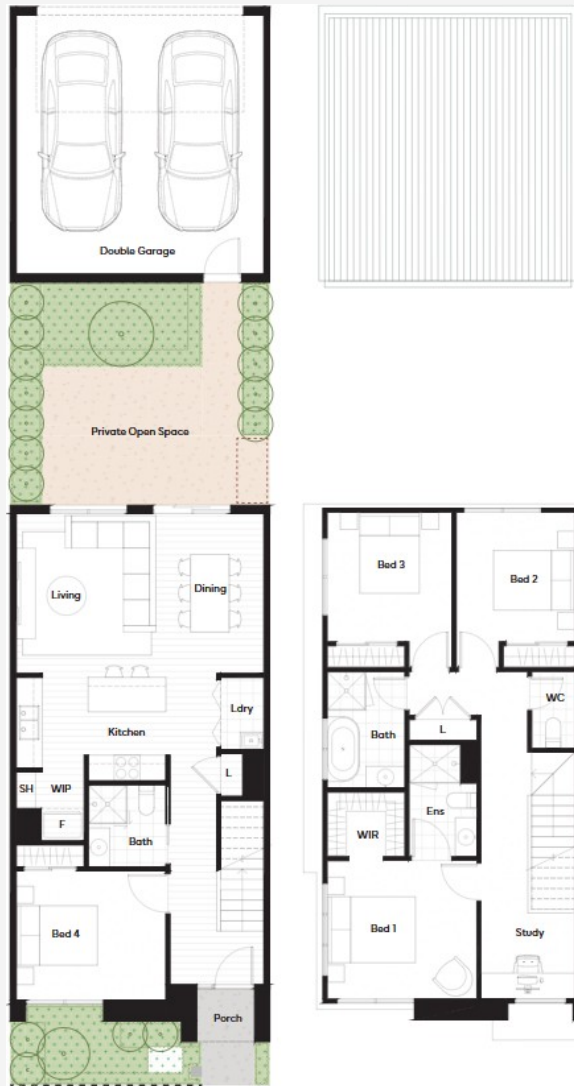 Double Garage
Private Open Space
Living
Dining
Kitchen
Ldry
L
SH
WIP
F
Bath
Bed 4
Porch
Bed 3
Bed 2
WC
L
Bath
Ens
WIR
Bed 1
Study